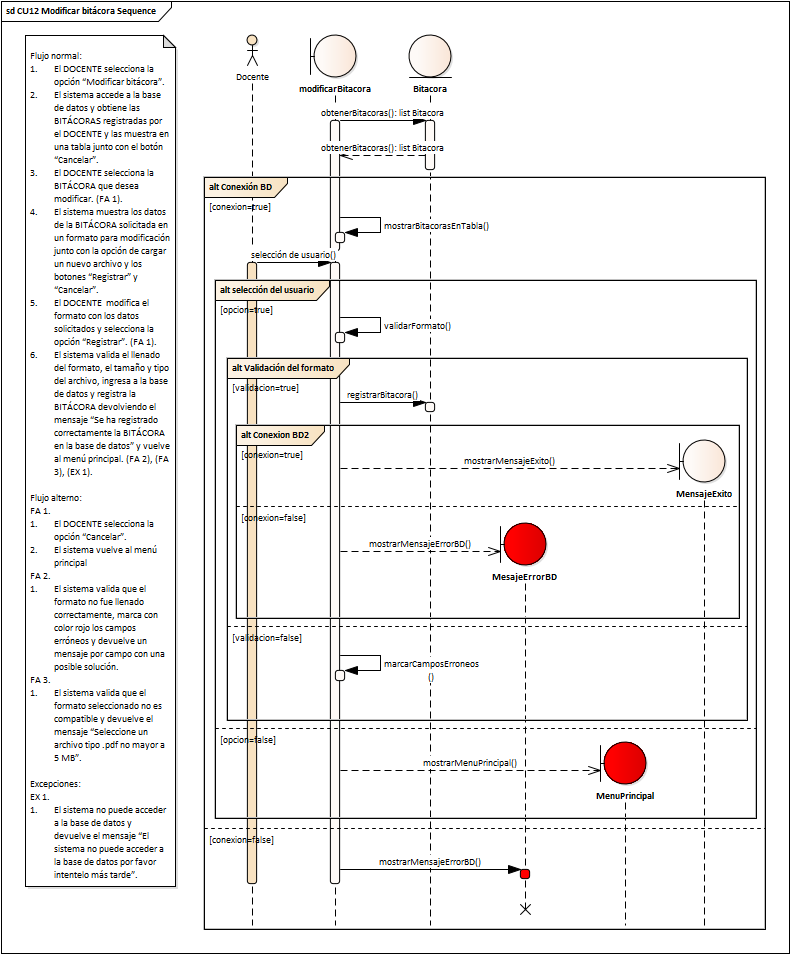 sd CU12 Modificar bitácora Sequence
Flujo normal:
1. El DOCENTE selecciona la
opción "Modificar bitácora".
2. El sistema accede a la base
de datos y obtiene las
BITÁCORAS registradas por
el DOCENTE y las muestra en
una tabla junto con el botón
"Cancelar".
3. El DOCENTE selecciona la
BITÁCORA que desea
modificar. (FA 1).
4. El sistema muestra los datos
de la BITÁCORA solicitada en
un formato para modificación
junto con la opción de cargar
un nuevo archivo y los
botones "Registrar" y
"Cancelar".
5. El DOCENTE modifica el
formato con los datos
solicitados y selecciona la
opción "Registrar". (FA 1).
6. El sistema valida el llenado
del formato, el tamaño y tipo
del archivo, ingresa a la base
de datos y registra la
BITÁCORA devolviendo el
mensaje "Se ha registrado
correctamente la BITÁCORA
en la base de datos" y vuelve
al menú principal. (FA 2), (FA
3), (EX 1).
Flujo alterno:
FA 1.
1. El DOCENTE selecciona la
opción "Cancelar".
2. El sistema vuelve al menú
principal
FA 2.
1. El sistema valida que el
formato no fue llenado
correctamente, marca con
color rojo los campos
erróneos y devuelve un
mensaje por campo con una
posible solución.
FA 3.
1. El sistema valida que el
formato seleccionado no es
compatible y devuelve el
mensaje "Seleccione un
archivo tipo .pdf no mayor a
5 MB".
Excepciones:
EX 1.
1. El sistema no puede acceder
a la base de datos y
devuelve el mensaje "El
sistema no puede acceder a
la base de datos por favor
intentelo más tarde".
Docente
modificarBitacora
Bitacora
obtenerBitacoras(): list Bitacora
obtenerBitacoras(): list Bitacora
alt Conexión BD
[conexion=true]
mostrarBitacorasEnTabla()
selección de usuario()
alt selección del usuario
[opcion=true]
validarFormato()
alt Validación del formato
[validacion=true]
registrarBitacora()
alt Conexion BD2
[conexion=true]
mostrarMensajeExito()
MensajeExito
[conexion=false]
mostrarMensajeErrorBD()
MesajeErrorBD
[validacion=false]
marcarCamposErroneos
()
[opcion=false]
mostrarMenuPrincipal()
MenuPrincipal
[conexion=false]
mostrarMensajeErrorBD()